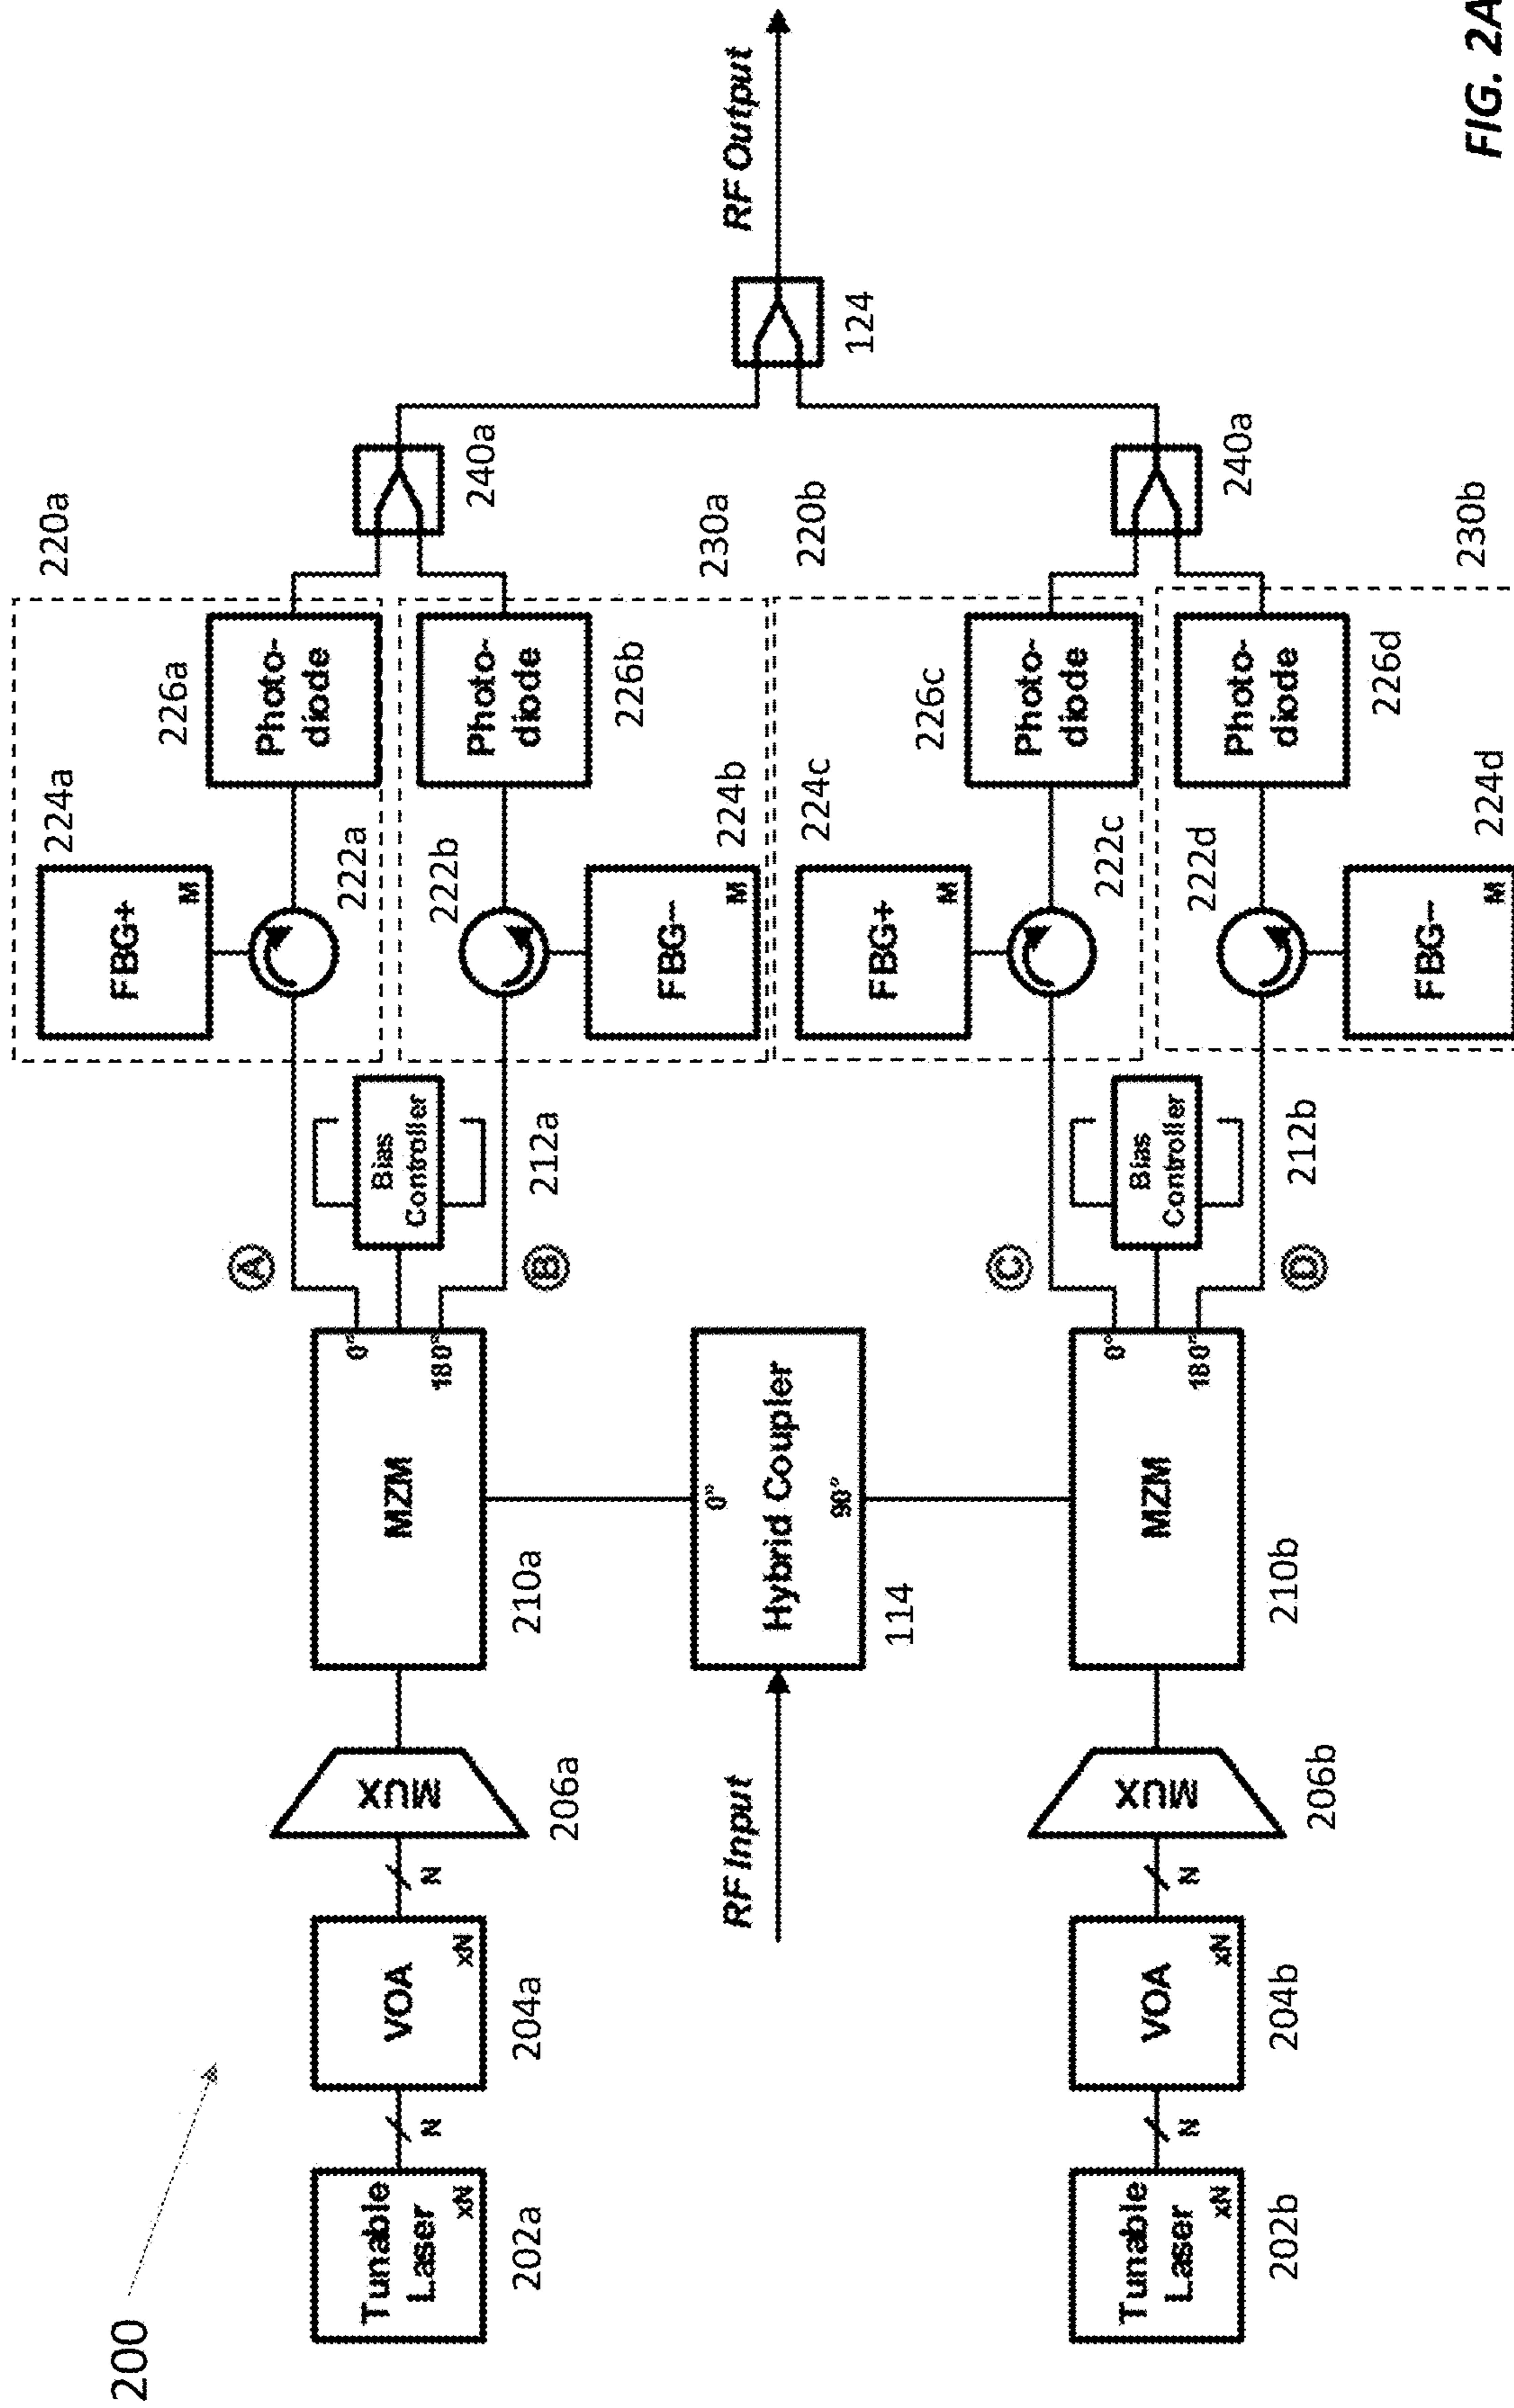 200
Tunable
Laser
xN
202a
N
VOA
xN
204a
N
MUX
206a
MZM
0°
180°
210a
A
B
Bias
Controller
212a
220a
FBG+
M
224a
222a
Photo-
diode
226a
222b
FBG−
M
224b
Photo-
diode
226b
230a
240a
RF Input
Hybrid Coupler
0°
90°
114
124
RF Output
Tunable
Laser
xN
202b
N
VOA
xN
204b
N
MUX
206b
MZM
0°
180°
210b
C
D
Bias
Controller
212b
220b
FBG+
M
224c
222c
Photo-
diode
226c
222d
FBG−
M
224d
Photo-
diode
226d
230b
240a
FIG. 2A